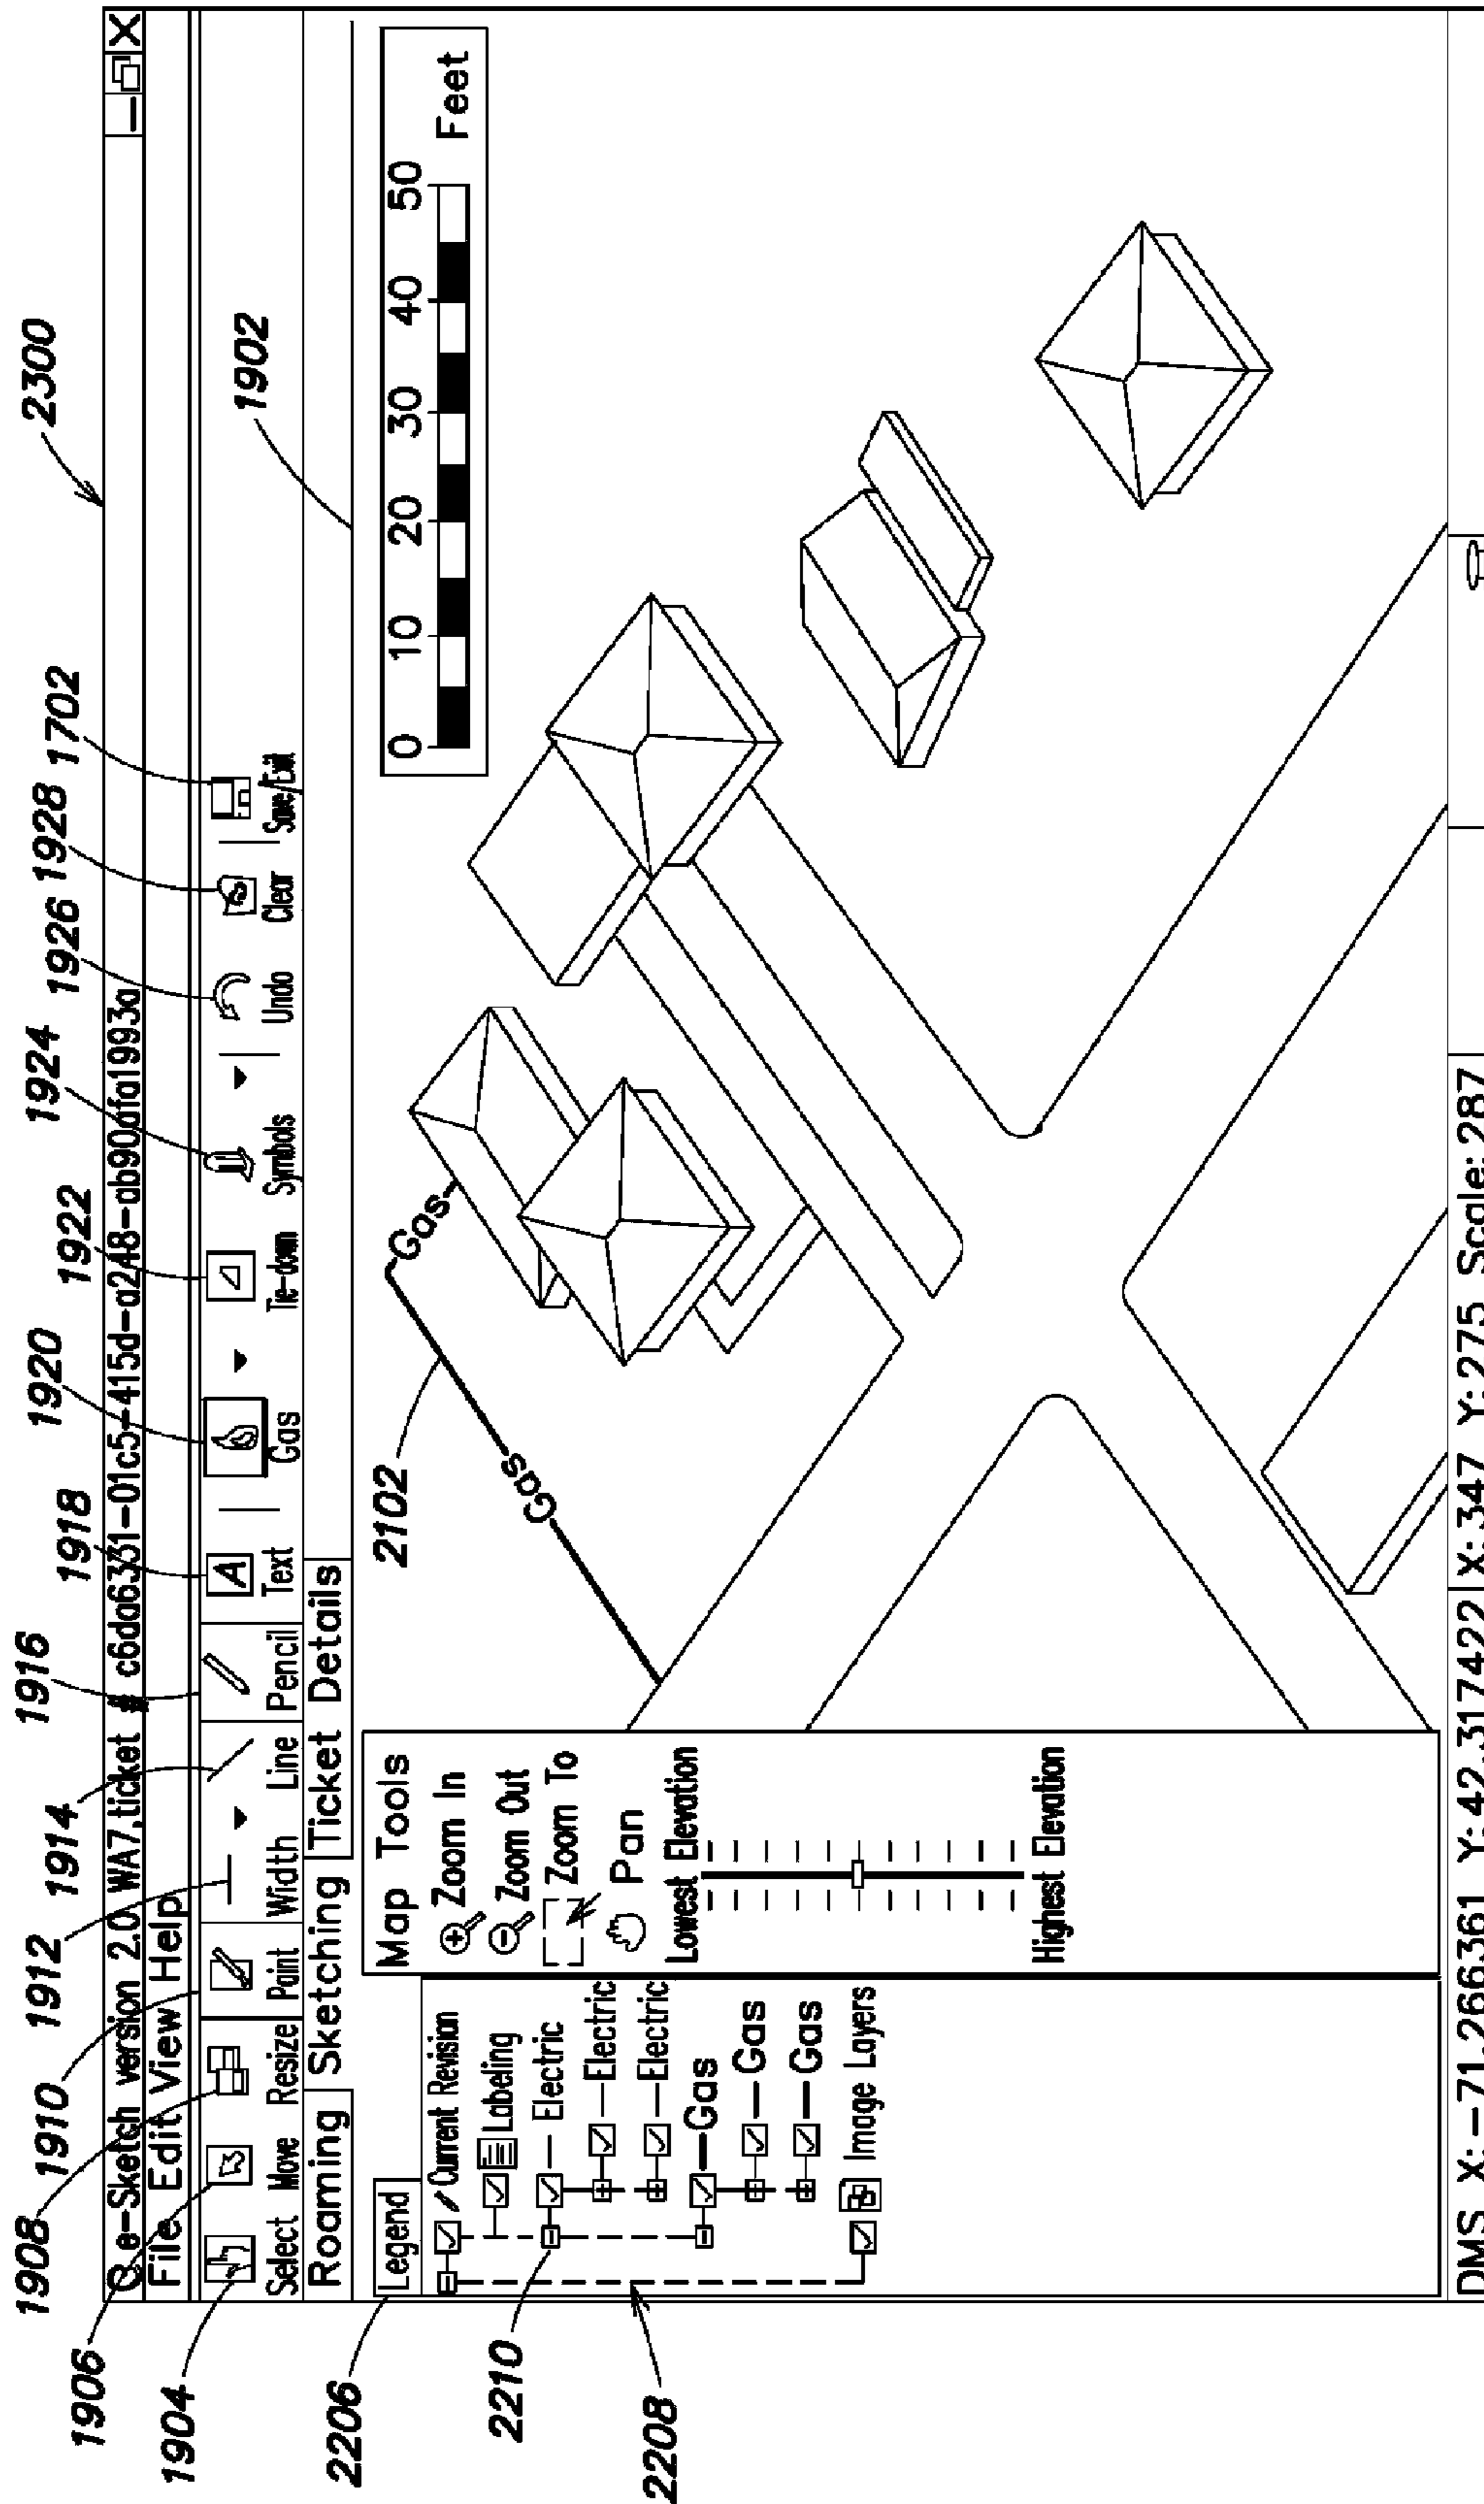 2300
1908 1910 1912 1914 1916 1918 1920 1922 1924 1926 1928 1702
1906
1904
1902
e-Sketch version 2.0 WA7.ticket # c6da6331-01c5-415d-a248-ab90dfa1993a
File Edit View Help
Select Move Resize Paint Width Line Pencil Text Gas Tie-down Symbols Undo Clear Save/Exit
Roaming Sketching Ticket Details
2206
Legend
Current Revision
Labeling
Electric
Electric
Electric
Gas
Gas
Gas
Image Layers
2210
2208
Map Tools
Zoom In
Zoom Out
Zoom To
Pan
Lowest Elevation
Highest Elevation
2102
Gas
Gas
0 10 20 30 40 50
Feet
DMS X:-71.266361 Y:42.317422 X:347 Y:275 Scale:287